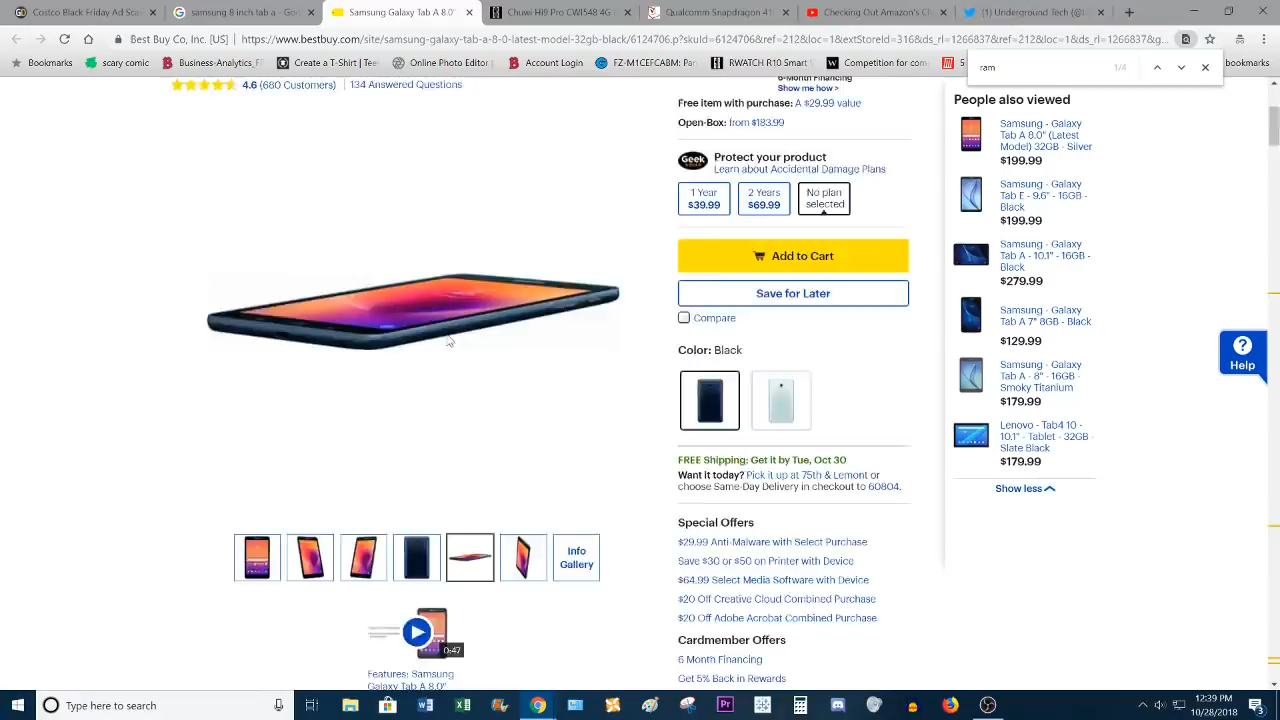 Costco Black Friday Ad Scan
samsung 8 inch tab a - Goo
Samsung Galaxy Tab A 8.0"
Chuwi Hi9 Pro CWI548 4G
Qualcomm Snapdragon
Checking Out Amazon's Ch
(1) Underground Tech (@
Best Buy Co, Inc. [US] | https://www.bestbuy.com/site/samsung-galaxy-tab-a-8-0-latest-model-32gb-black/6124706.p?skuId=6124706&ref=212&loc=1&extStoreId=316&ds_rl=1266837&ref=212&loc=1&ds_rl=1266837&g...
Bookmarks
scary comic
Business-Analytics_F
Create a T-Shirt | Tee
Online Photo Editor
Account Login
FZ-M1CEFCABM: Par
RWATCH R10 Smart
Competition for com
15
ookmarks
ram
1/4
4.6 (680 Customers) | 134 Answered Questions
6-Month Financing
Show me how >
Free item with purchase: A $29.99 value
Open-Box: from $183.99
Geek
Protect your product
Learn about Accidental Damage Plans
1 Year
$39.99
2 Years
$69.99
No plan
selected
Add to Cart
Save for Later
Compare
Color: Black
FREE Shipping: Get it by Tue, Oct 30
Want it today? Pick it up at 75th & Lemont or
choose Same-Day Delivery in checkout to 60804.
Special Offers
$29.99 Anti-Malware with Select Purchase
Save $30 or $50 on Printer with Device
$64.99 Select Media Software with Device
$20 Off Creative Cloud Combined Purchase
$20 Off Adobe Acrobat Combined Purchase
Cardmember Offers
6 Month Financing
Get 5% Back in Rewards
People also viewed
Samsung - Galaxy
Tab A 8.0" (Latest
Model) 32GB - Silver
$199.99
Samsung - Galaxy
Tab E - 9.6" - 16GB -
Black
$199.99
Samsung - Galaxy
Tab A - 10.1" - 16GB -
Black
$279.99
Samsung - Galaxy
Tab A 7" 8GB - Black
$129.99
Samsung - Galaxy
Tab A - 8" - 16GB -
Smoky Titanium
$179.99
Lenovo - Tab4 10 -
10.1" - Tablet - 32GB -
Slate Black
$179.99
Show less
?
Help
Info
Gallery
0:47
Features: Samsung
Galaxy Tab A 8.0"
Type here to search
12:39 PM
10/28/2018